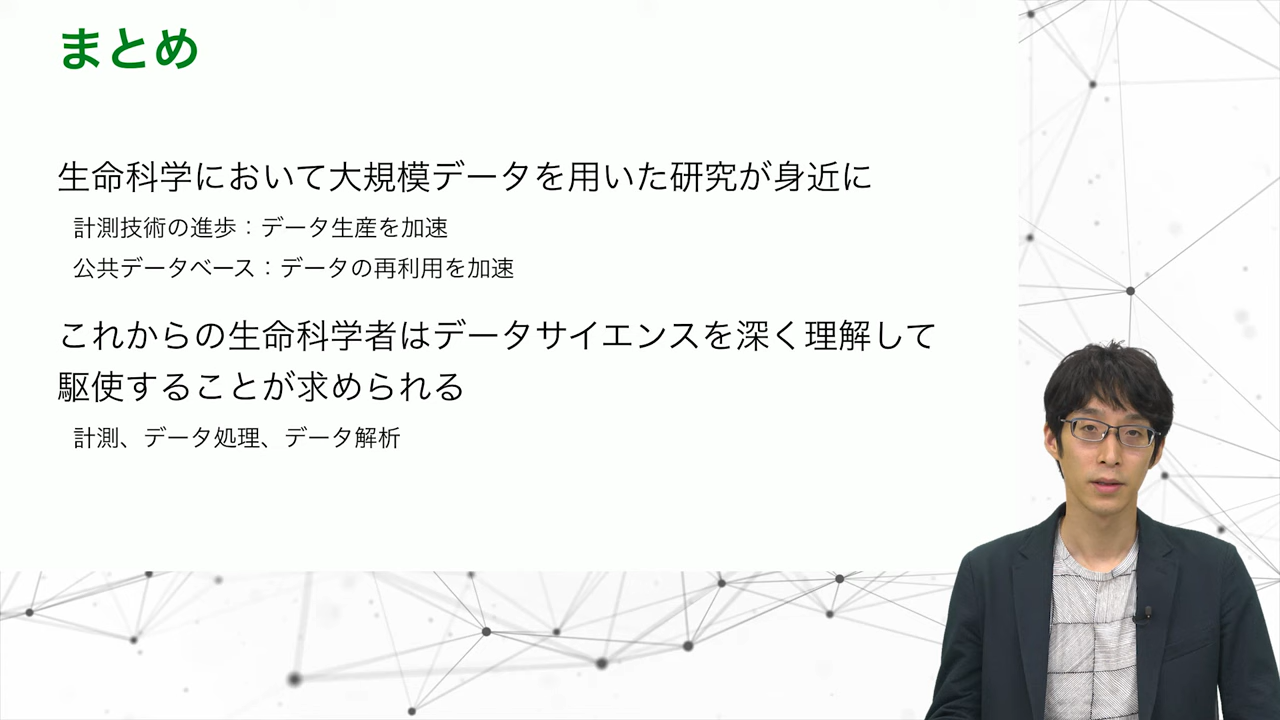 まとめ
生命科学において大規模データを用いた研究が身近に
計測技術の進歩：データ生産を加速
公共データベース：データの再利用を加速
これからの生命科学者はデータサイエンスを深く理解して
駆使することが求められる
計測、データ処理、データ解析